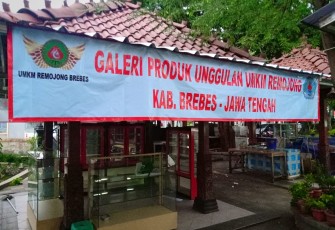 GALERI PRODUK UNGGULAN UMKM REMOJONG
KAB. BREBES - JAWA TENGAH
UMKM REMOJONG BREBES